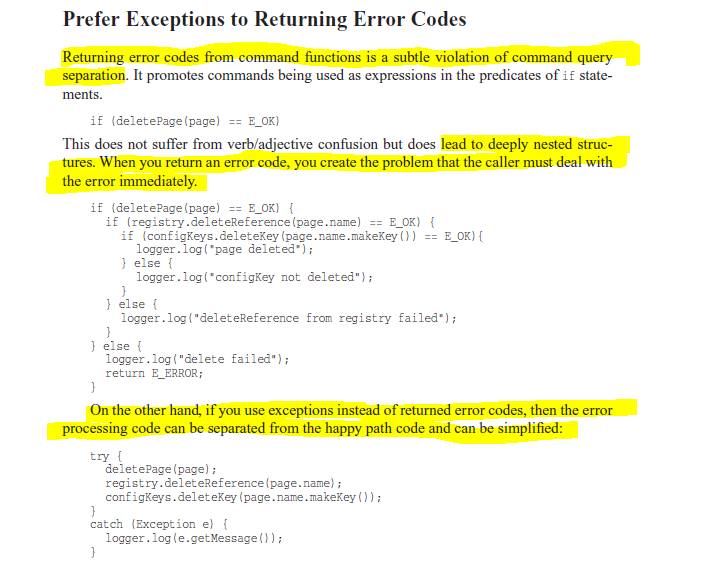 Prefer Exceptions to Returning Error Codes
Returning error codes from command functions is a subtle violation of command query
separation. It promotes commands being used as expressions in the predicates of if state-
ments.
if (deletePage(page) == E_OK)
This does not suffer from verb/adjective confusion but does lead to deeply nested struc-
tures. When you return an error code, you create the problem that the caller must deal with
the error immediately.
if (deletePage(page) == E_OK) {
if (registry.deleteReference(page.name) == E_OK) {
if (configKeys.deleteKey(page.name.makeKey()) == E_OK){
logger.log("page deleted");
} else {
logger.log("configKey not deleted");
}
} else {
logger.log("deleteReference from registry failed");
}
} else {
logger.log("delete failed");
return E_ERROR;
}
On the other hand, if you use exceptions instead of returned error codes, then the error
processing code can be separated from the happy path code and can be simplified:
try {
deletePage(page);
registry.deleteReference(page.name);
configKeys.deleteKey(page.name.makeKey());
}
catch (Exception e) {
logger.log(e.getMessage());
}